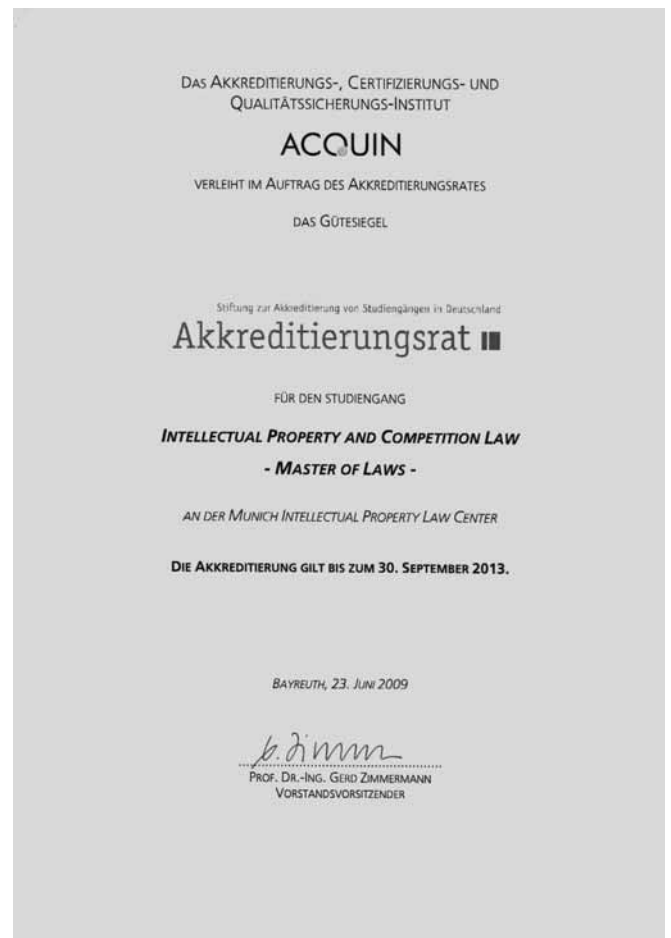 DAS AKKREDITIERUNGS-, CERTIFIZIERUNGS- UND
QUALITÄTSSICHERUNGS-INSTITUT
ACQUIN
VERLEIHT IM AUFTRAG DES AKKREDITIERUNGSRATES
DAS GÜTESIEGEL
Stiftung zur Akkreditierung von Studiengängen in Deutschland
Akkreditierungsrat
FÜR DEN STUDIENGANG
INTELLECTUAL PROPERTY AND COMPETITION LAW
- MASTER OF LAWS -
AN DER MUNICH INTELLECTUAL PROPERTY LAW CENTER
DIE AKKREDITIERUNG GILT BIS ZUM 30. SEPTEMBER 2013.
BAYREUTH, 23. JUNI 2009
G. Zimm
PROF. DR.-ING. GERD ZIMMERMANN
VORSTANDSVORSITZENDER